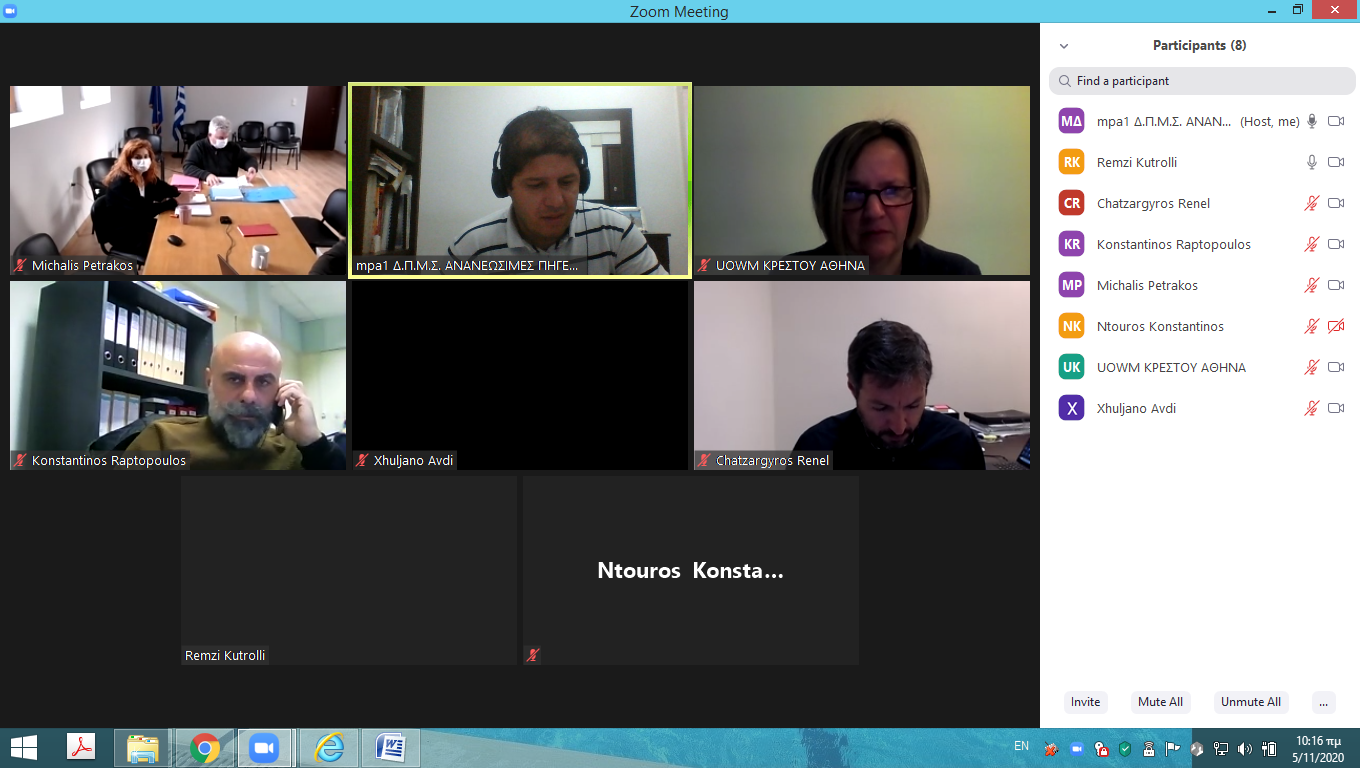 Zoom Meeting
Michalis Petrakos
mpa1 Δ.Π.Μ.Σ. ΑΝΑΝΕΩΣΙΜΕΣ ΠΗΓΕ...
UOWM ΚΡΕΣΤΟΥ ΑΘΗΝΑ
Konstantinos Raptopoulos
Xhuljano Avdi
Chatzargyros Renel
Remzi Kutrolli
Ntouros Konsta...
Participants (8)
Find a participant
ΜΔ mpa1 Δ.Π.Μ.Σ. ΑΝΑΝ... (Host, me)
RK Remzi Kutrolli
CR Chatzargyros Renel
KR Konstantinos Raptopoulos
MP Michalis Petrakos
NK Ntouros Konstantinos
UK UOWM ΚΡΕΣΤΟΥ ΑΘΗΝΑ
X Xhuljano Avdi
Invite Mute All Unmute All ...
EN
10:16 πμ
5/11/2020